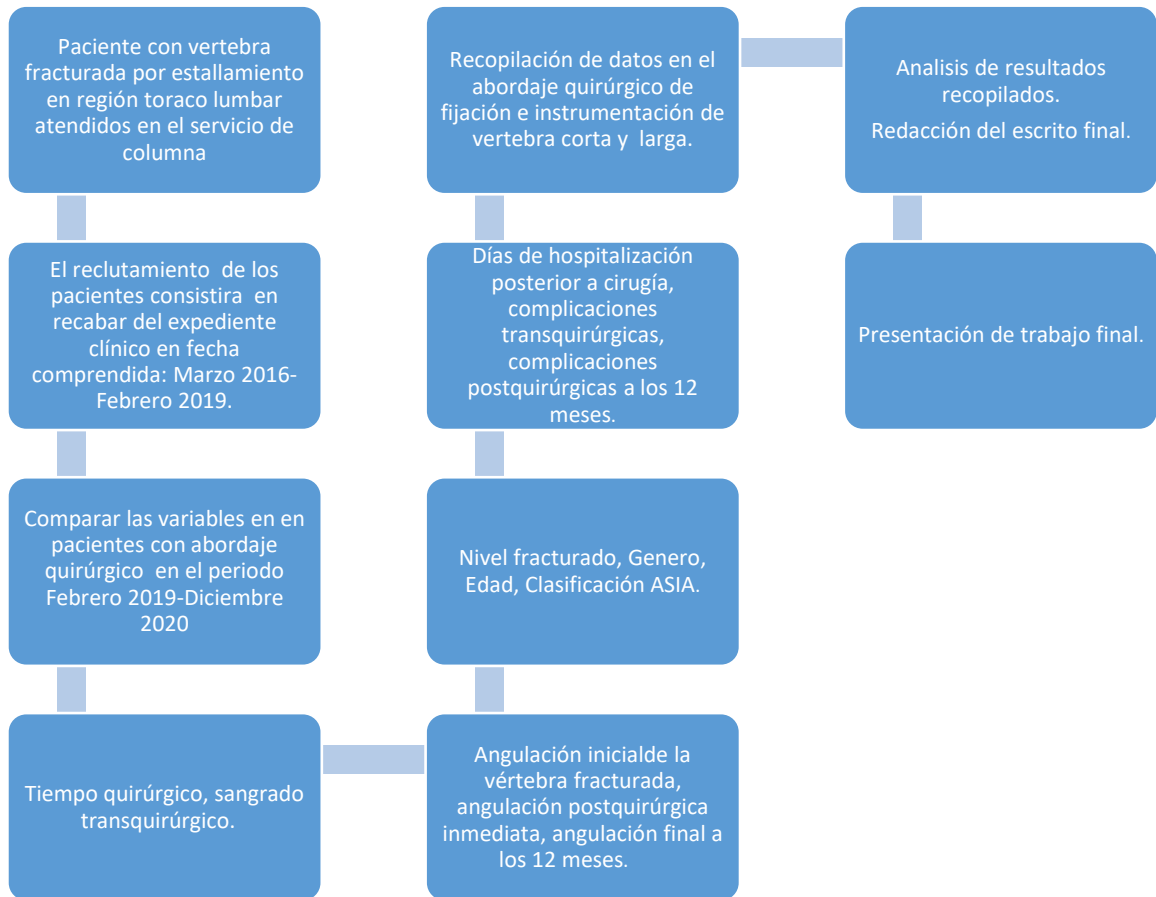 Paciente con vertebra
fracturada por estallamiento
en región toraco lumbar
atendidos en el servicio de
columna
El reclutamiento de los
pacientes consistira en
recabar del expediente
clínico en fecha
comprendida: Marzo 2016-
Febrero 2019.
Comparar las variables en en
pacientes con abordaje
quirúrgico en el periodo
Febrero 2019-Diciembre
2020
Tiempo quirúrgico, sangrado
transquirúrgico.
Angulación inicialde la
vértebra fracturada,
angulación postquirúrgica
inmediata, angulación final a
los 12 meses.
Nivel fracturado, Genero,
Edad, Clasificación ASIA.
Días de hospitalización
posterior a cirugía,
complicaciones
transquirúrgicas,
complicaciones
postquirúrgicas a los 12
meses.
Recopilación de datos en el
abordaje quirúrgico de
fijación e instrumentación de
vertebra corta y larga.
Analisis de resultados
recopilados.
Redacción del escrito final.
Presentación de trabajo final.